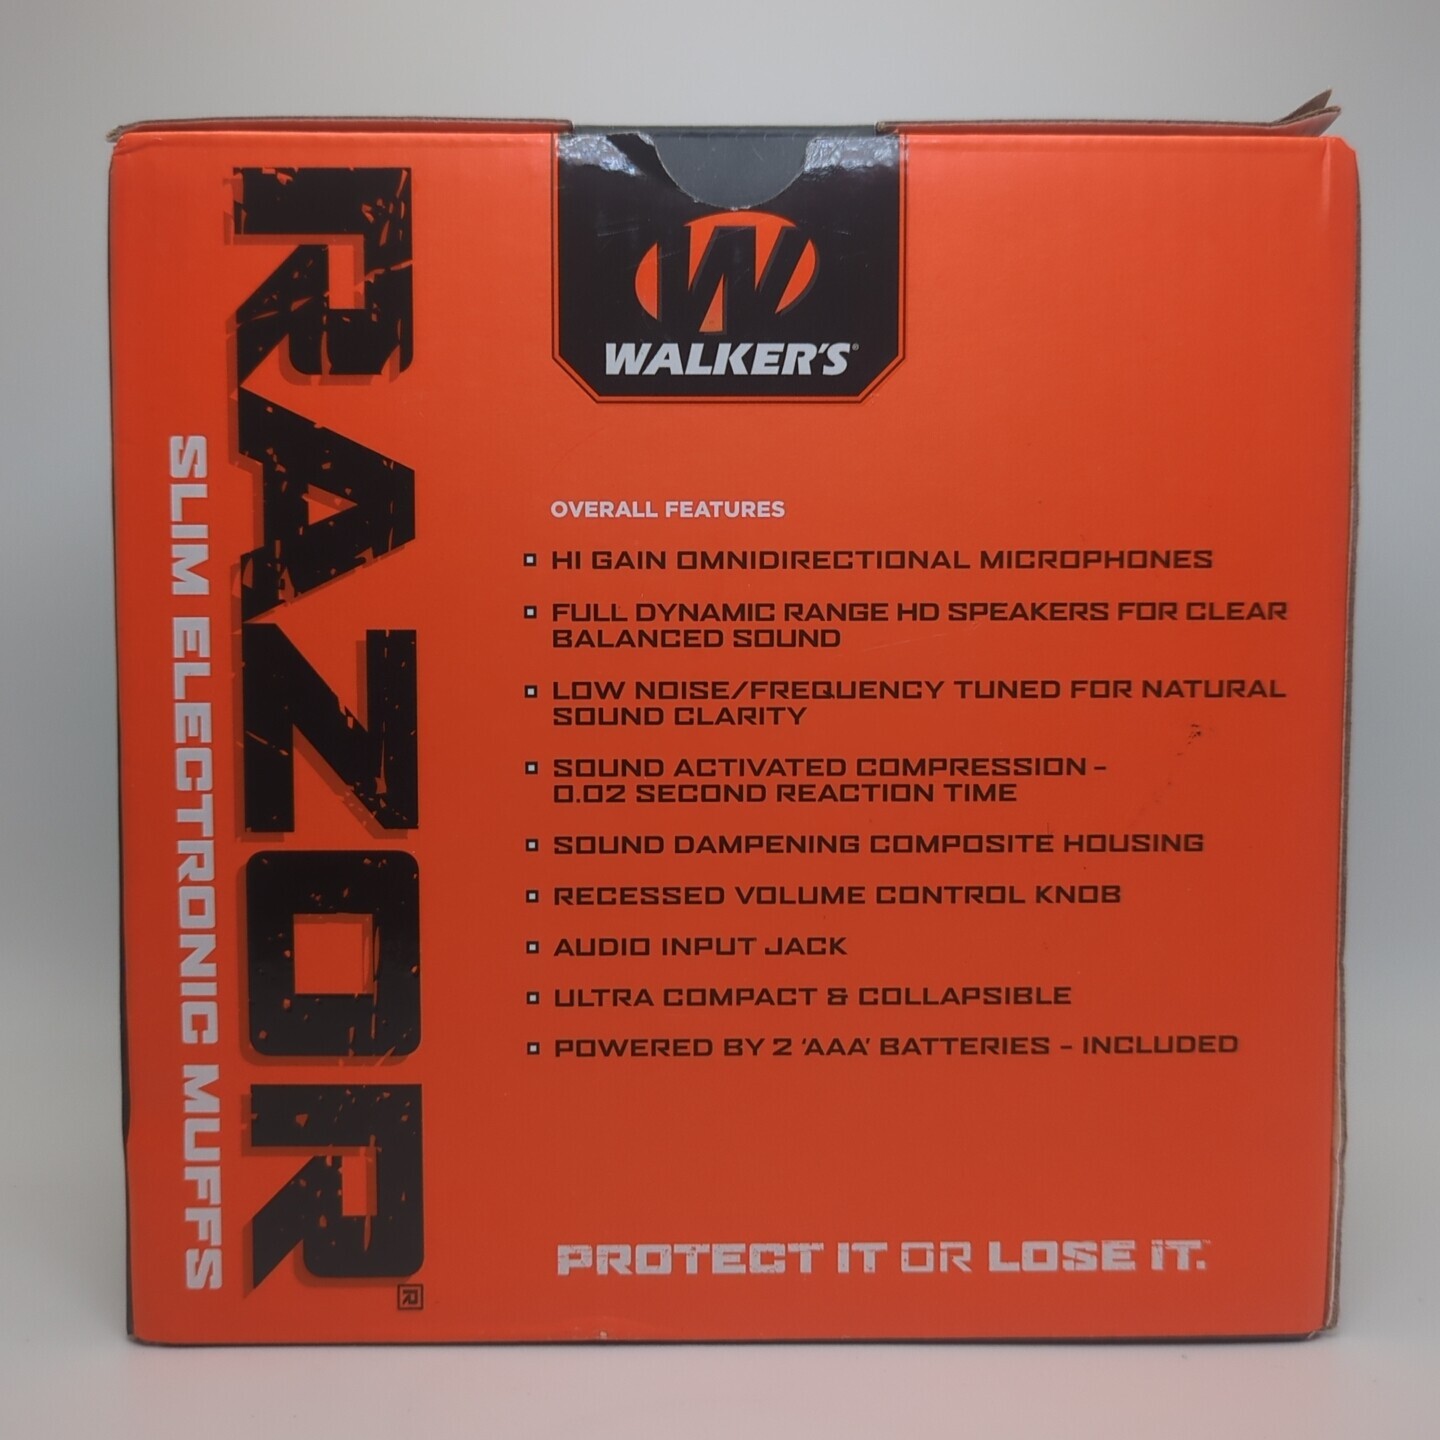 RAZOR®
SLIM ELECTRONIC MUFFS
W
WALKER'S®
OVERALL FEATURES
HI GAIN OMNIDIRECTIONAL MICROPHONES
FULL DYNAMIC RANGE HD SPEAKERS FOR CLEAR
BALANCED SOUND
LOW NOISE/FREQUENCY TUNED FOR NATURAL
SOUND CLARITY
SOUND ACTIVATED COMPRESSION –
0.02 SECOND REACTION TIME
SOUND DAMPENING COMPOSITE HOUSING
RECESSED VOLUME CONTROL KNOB
AUDIO INPUT JACK
ULTRA COMPACT & COLLAPSIBLE
POWERED BY 2 'AAA' BATTERIES – INCLUDED
PROTECT IT OR LOSE IT.™